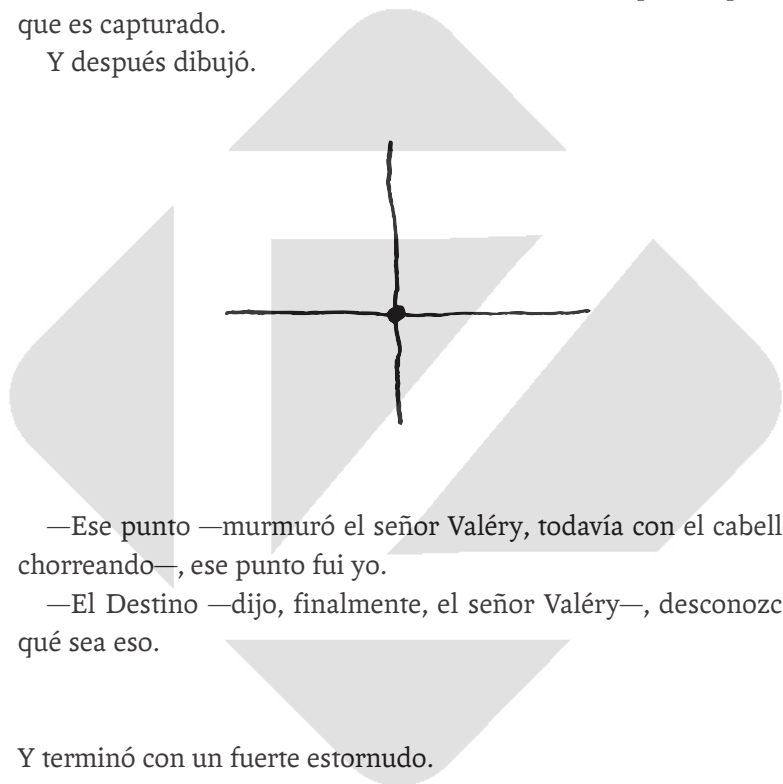 que es capturado.
Y después dibujó.
—Ese punto —murmuró el señor Valéry, todavía con el cabell
chorreando—, ese punto fui yo.
—El Destino —dijo, finalmente, el señor Valéry—, desconozc
qué sea eso.
Y terminó con un fuerte estornudo.